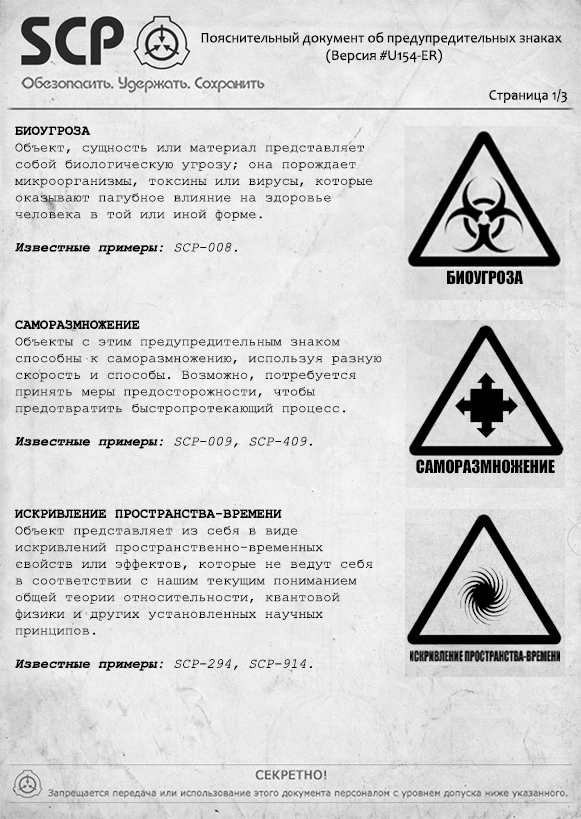 SCP
Пояснительный документ об предупредительных знаках
(Версия #U154-ER)
Обезопасить. Удержать. Сохранить
Страница 1/3
БИОУГРОЗА
Объект, сущность или материал представляет
собой биологическую угрозу; она порождает
микроорганизмы, токсины или вирусы, которые
оказывают пагубное влияние на здоровье
человека в той или иной форме.
Известные примеры: SCP-008.
БИОУГРОЗА
САМОРАЗМНОЖЕНИЕ
Объекты с этим предупредительным знаком
способны к саморазмножению, используя разную
скорость и способы. Возможно, потребуется
принять меры предосторожности, чтобы
предотвратить быстропротекающий процесс.
Известные примеры: SCP-009, SCP-409.
САМОРАЗМНОЖЕНИЕ
ИСКРИВЛЕНИЕ ПРОСТРАНСТВА-ВРЕМЕНИ
Объект представляет из себя в виде
искривлений пространственно-временных
свойств или эффектов, которые не ведут себя
в соответствии с нашим текущим пониманием
общей теории относительности, квантовой
физики и других установленных научных
принципов.
Известные примеры: SCP-294, SCP-914.
ИСКРИВЛЕНИЕ ПРОСТРАНСТВА-ВРЕМЕНИ
СЕКРЕТНО!
Запрещается передача или использование этого документа персоналом с уровнем допуска ниже указанного.